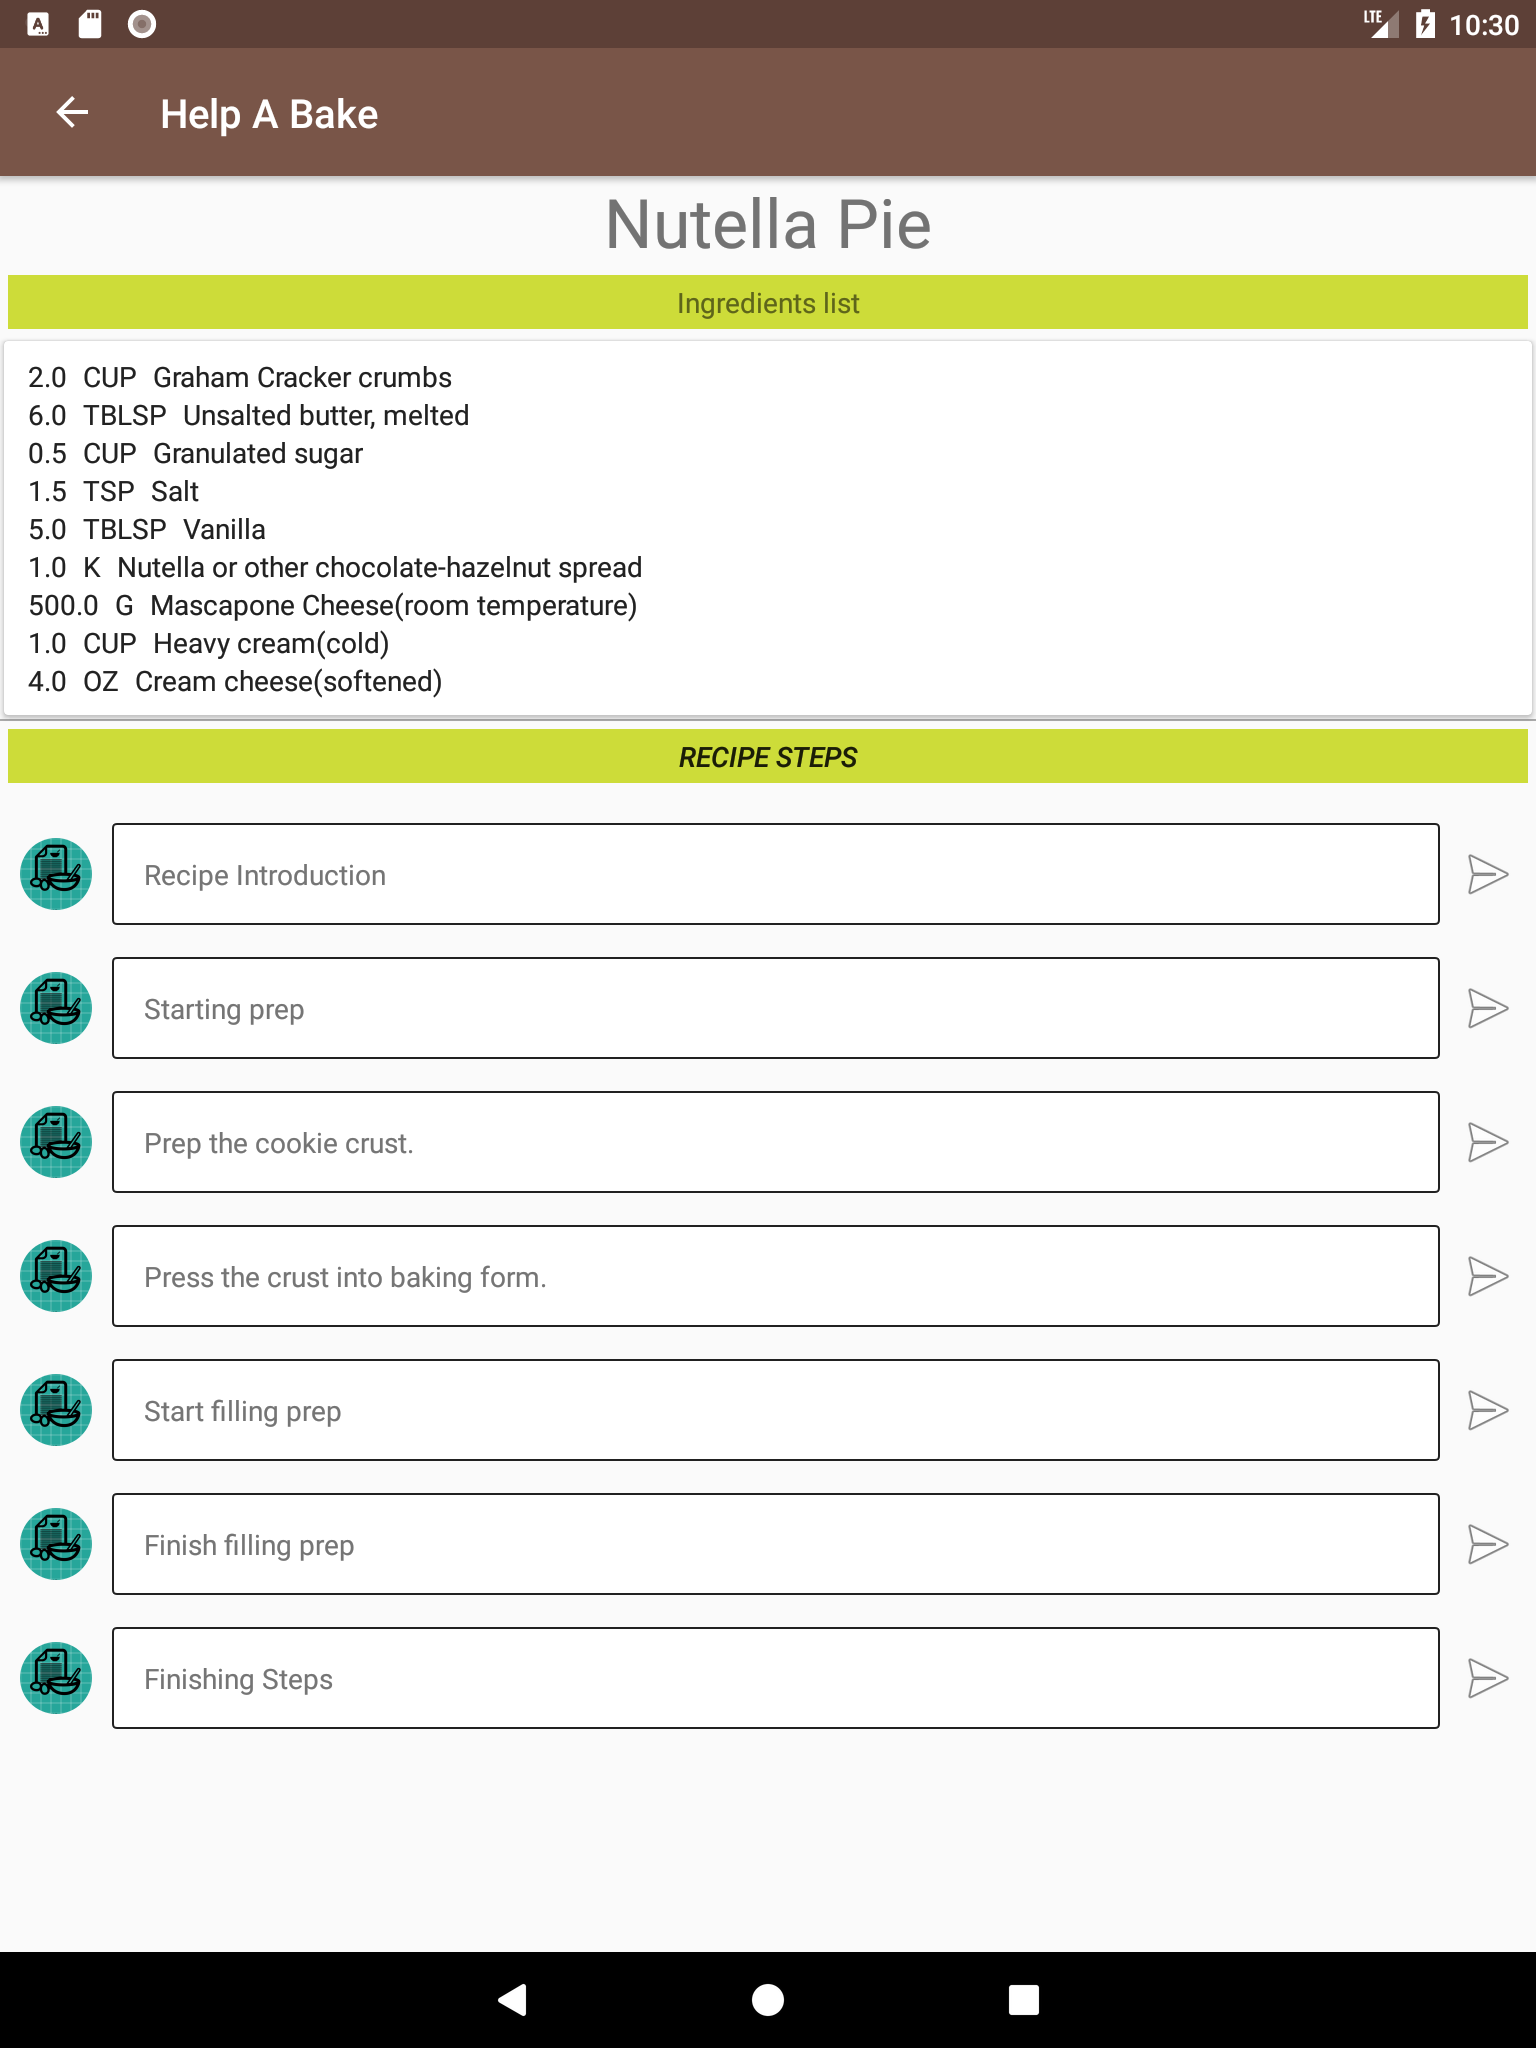 LTE 10:30
Help A Bake
Nutella Pie
Ingredients list
2.0 CUP Graham Cracker crumbs
6.0 TBLSP Unsalted butter, melted
0.5 CUP Granulated sugar
1.5 TSP Salt
5.0 TBLSP Vanilla
1.0 K Nutella or other chocolate-hazelnut spread
500.0 G Mascapone Cheese(room temperature)
1.0 CUP Heavy cream(cold)
4.0 OZ Cream cheese(softened)
RECIPE STEPS
Recipe Introduction
Starting prep
Prep the cookie crust.
Press the crust into baking form.
Start filling prep
Finish filling prep
Finishing Steps